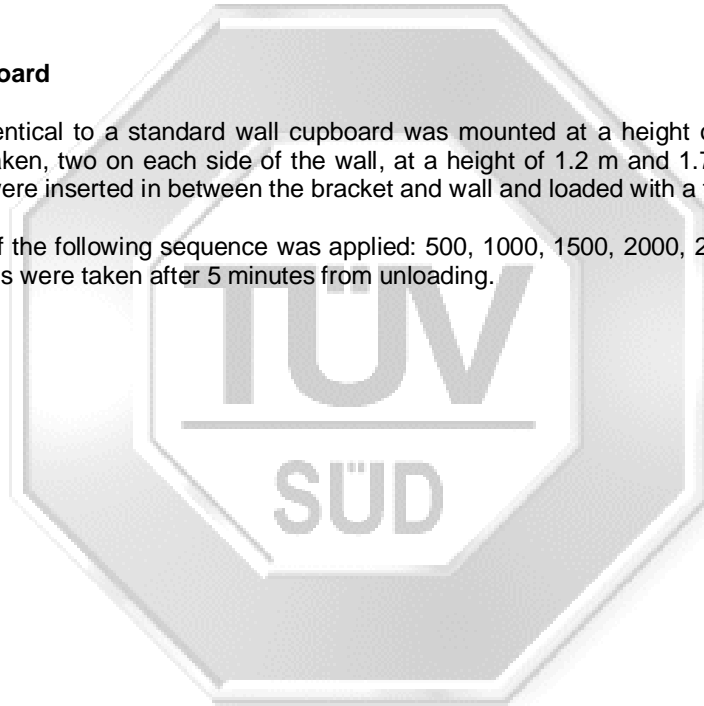 oard
entical to a standard wall cupboard was mounted at a height o
aken, two on each side of the wall, at a height of 1.2 m and 1.7
were inserted in between the bracket and wall and loaded with a
f the following sequence was applied: 500, 1000, 1500, 2000, 2
s were taken after 5 minutes from unloading.
TÜV
SÜD